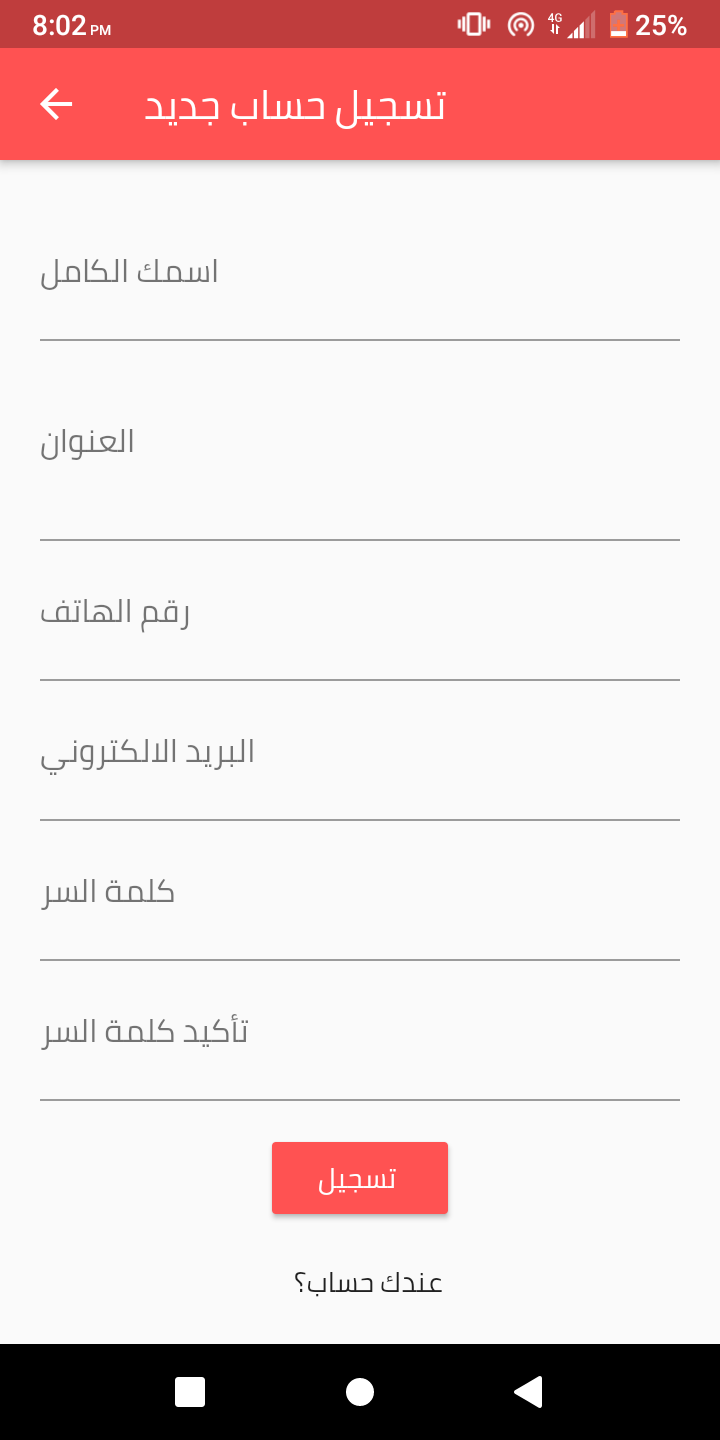 8:02 PM 4G 25%
تسجيل حساب جديد
اسمك الكامل
العنوان
رقم الهاتف
البريد الالكتروني
كلمة السر
تأكيد كلمة السر
تسجيل
عندك حساب؟